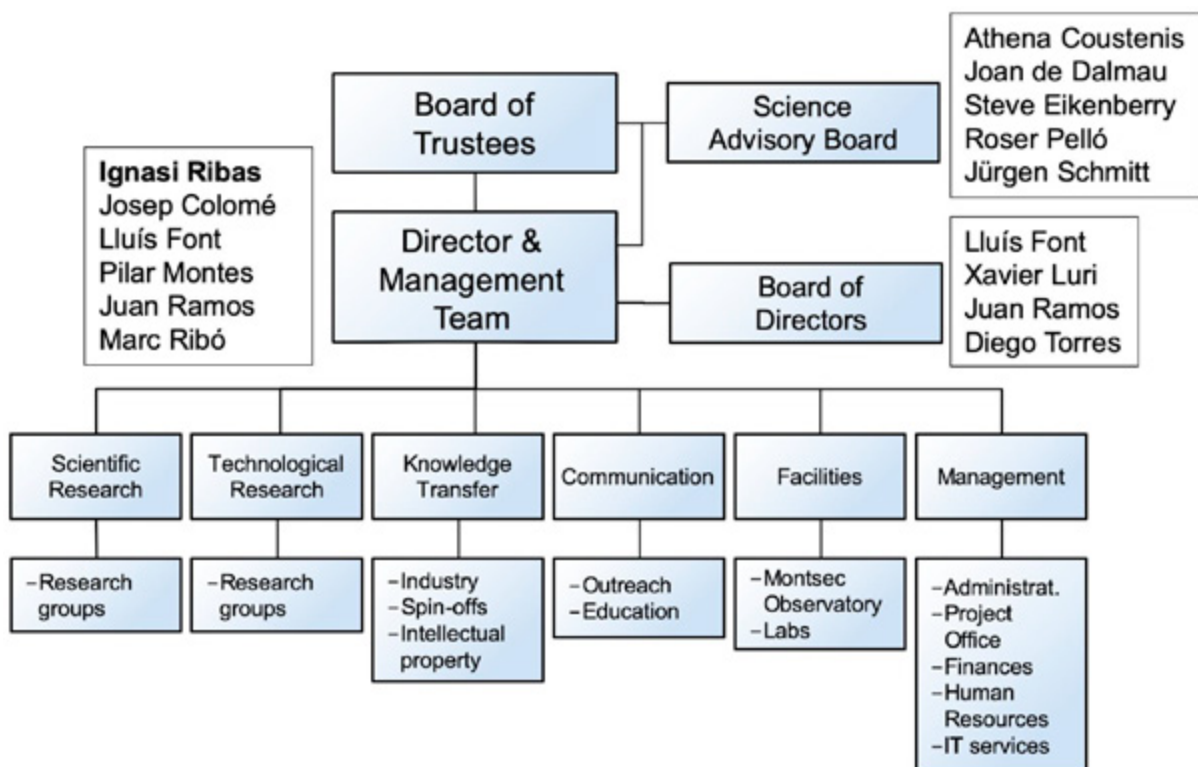 Board of
Trustees
Science
Advisory Board
Athena Coustenis
Joan de Dalmau
Steve Eikenberry
Roser Pelló
Jürgen Schmitt
Ignasi Ribas
Josep Colomé
Lluís Font
Pilar Montes
Juan Ramos
Marc Ribó
Director &
Management
Team
Board of
Directors
Lluís Font
Xavier Luri
Juan Ramos
Diego Torres
Scientific
Research
Technological
Research
Knowledge
Transfer
Communication
Facilities
Management
–Research
groups
–Research
groups
–Industry
–Spin-offs
–Intellectual
property
–Outreach
–Education
–Montsec
Observatory
–Labs
–Administrat.
–Project
Office
–Finances
–Human
Resources
–IT services